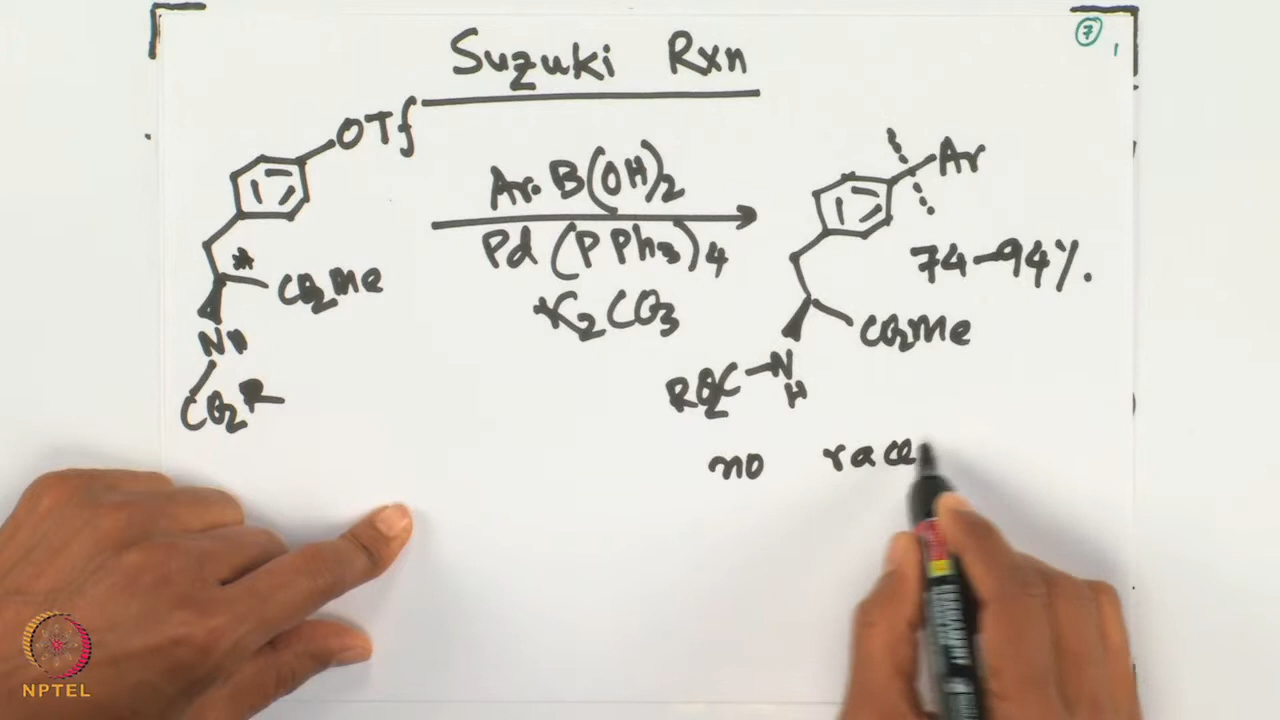 Suzuki Rxn
7
OTf
CO2Me
NH
CO2R
Ar B(OH)2
Pd (PPh3)4
K2CO3
Ar
74-94%.
CO2Me
RO2C-N
H
no race
NPTEL